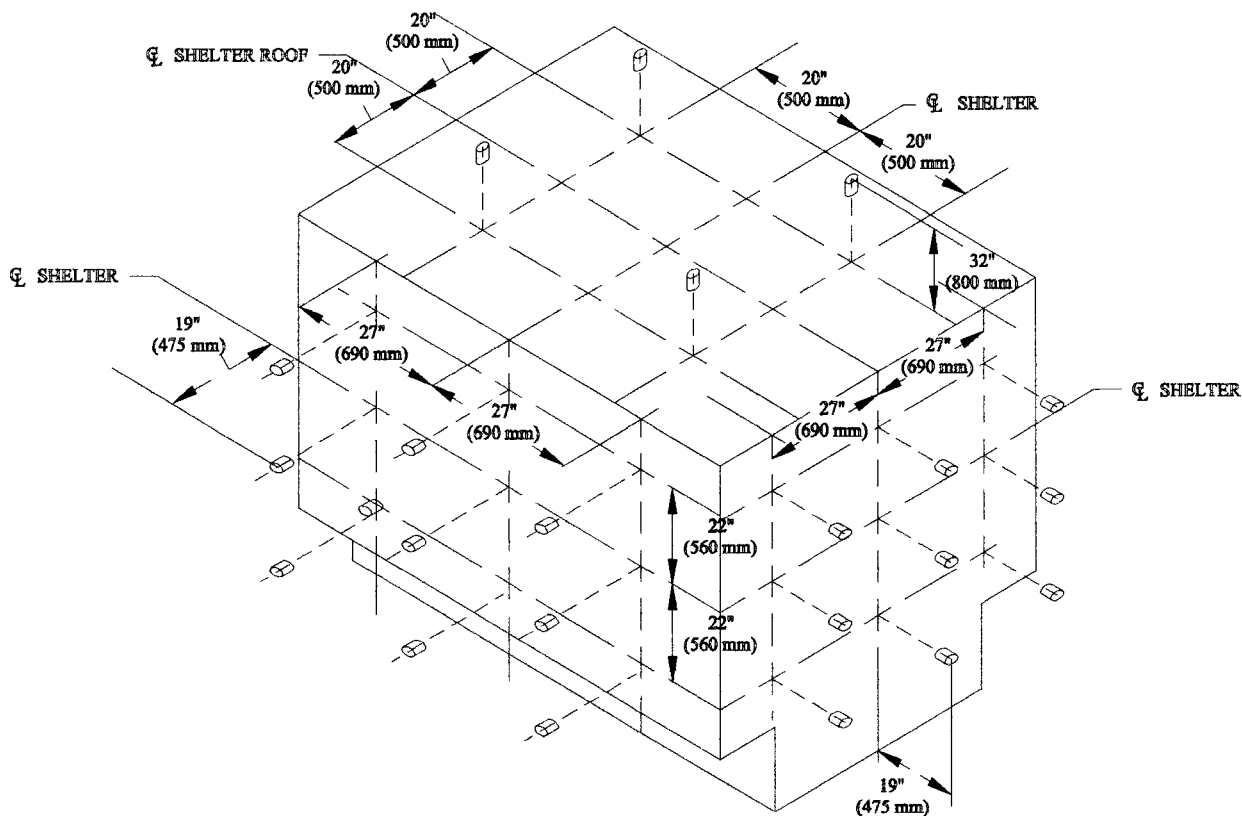 20"
(500 mm)
℄ SHELTER ROOF
20"
(500 mm)
20"
(500 mm)
℄ SHELTER
20"
(500 mm)
32"
(800 mm)
℄ SHELTER
19"
(475 mm)
27"
(690 mm)
27"
(690 mm)
27"
(690 mm)
27"
(690 mm)
℄ SHELTER
22"
(560 mm)
22"
(560 mm)
19"
(475 mm)